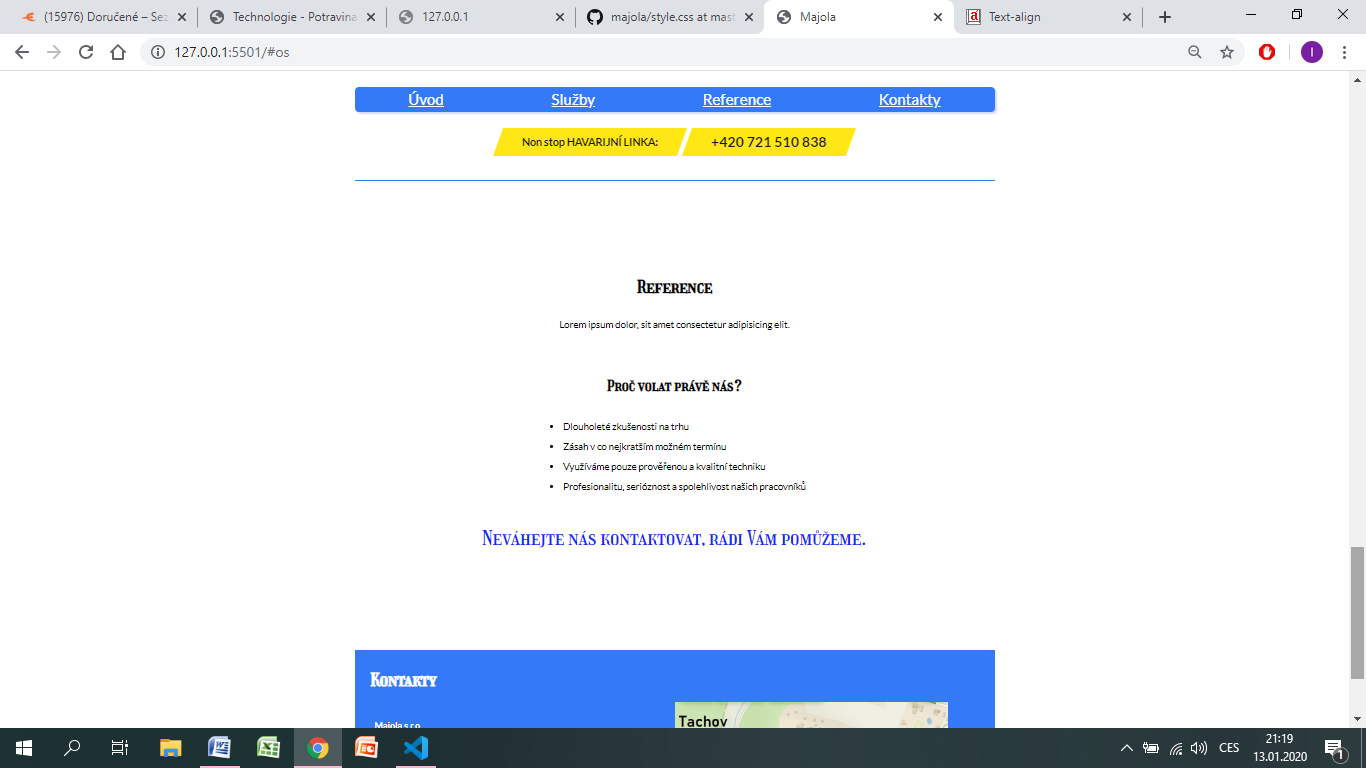 (15976) Doručené – Sez
Technologie - Potravina
127.0.0.1
majola/style.css at mast
Majola
Text-align
127.0.0.1:5501/#os
I
Úvod Služby Reference Kontakty
Non stop HAVARIJNÍ LINKA: +420 721 510 838
Reference
Lorem ipsum dolor, sit amet consectetur adipisicing elit.
Proč volat právě nás?
• Dlouholeté zkušenosti na trhu
• Zásah v co nejkratším možném termínu
• Využíváme pouze prověřenou a kvalitní techniku
• Profesionalitu, serióznost a spolehlivost našich pracovníků
Neváhejte nás kontaktovat, rádi Vám pomůžeme.
Kontakty
Majola s.r.o.
Tachov
CES
21:19
13.01.2020
1